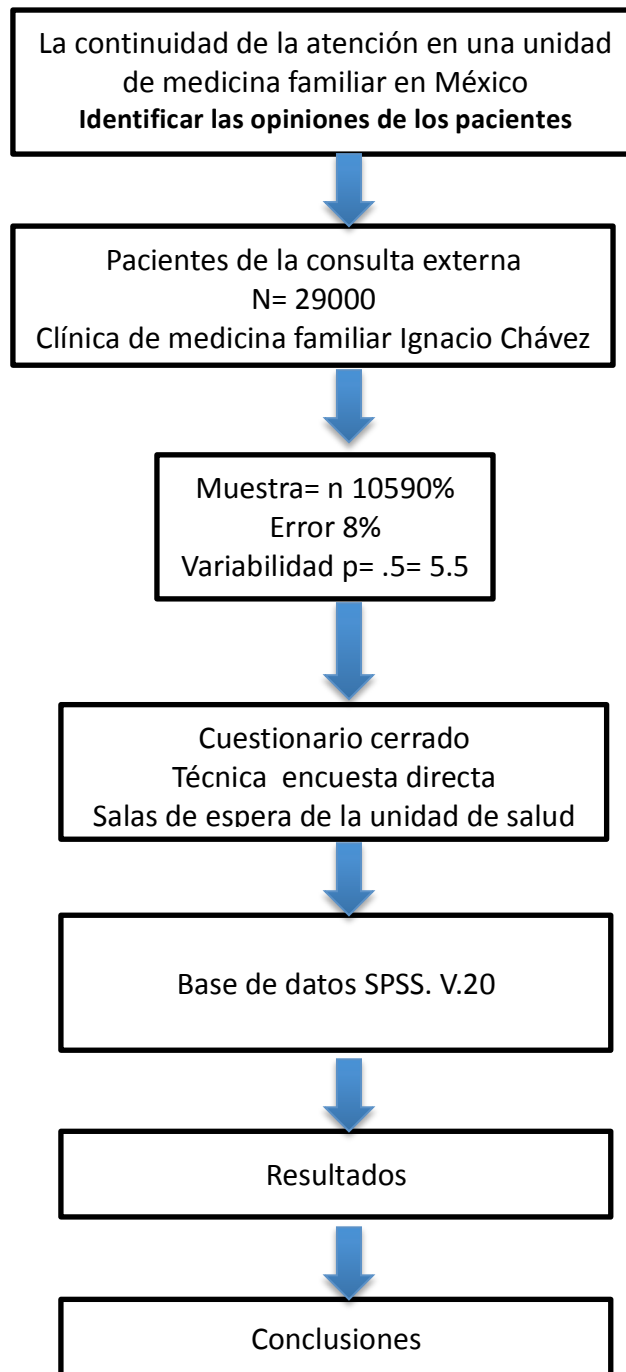 La continuidad de la atención en una unidad
de medicina familiar en México
Identificar las opiniones de los pacientes
Pacientes de la consulta externa
N= 29000
Clínica de medicina familiar Ignacio Chávez
Muestra= n 10590%
Error 8%
Variabilidad p= .5= 5.5
Cuestionario cerrado
Técnica encuesta directa
Salas de espera de la unidad de salud
Base de datos SPSS. V.20
Resultados
Conclusiones